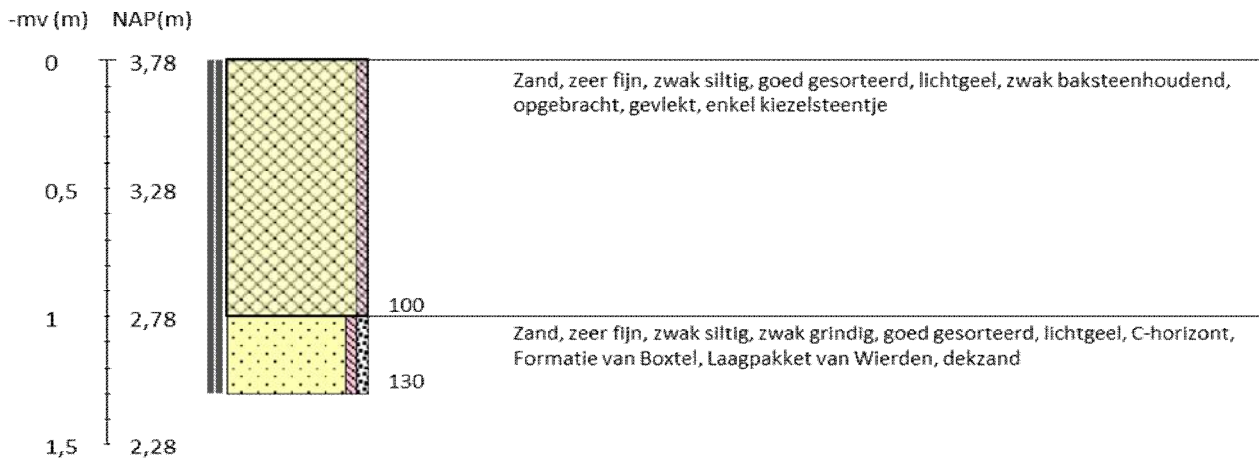 -mv (m) NAP(m)
0 3,78
Zand, zeer fijn, zwak siltig, goed gesorteerd, lichtgeel, zwak baksteenhoudend,
opgebracht, gevlekt, enkel kiezelsteentje
0,5 3,28
100
1 2,78
Zand, zeer fijn, zwak siltig, zwak grindig, goed gesorteerd, lichtgeel, C-horizont,
Formatie van Boxtel, Laagpakket van Wierden, dekzand
130
1,5 2,28